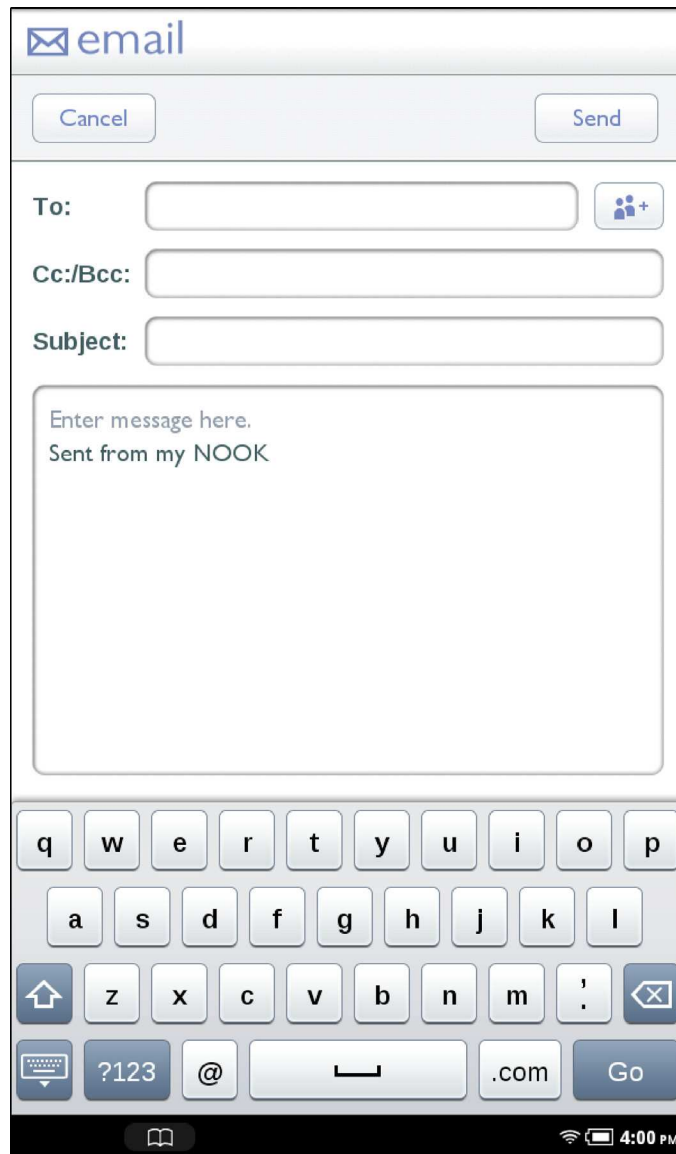 email
Cancel Send
To:
Cc:/Bcc:
Subject:
Enter message here.
Sent from my NOOK
q w e r t y u i o p
a s d f g h j k l
z x c v b n m , .
?123 @ .com Go
4:00 PM